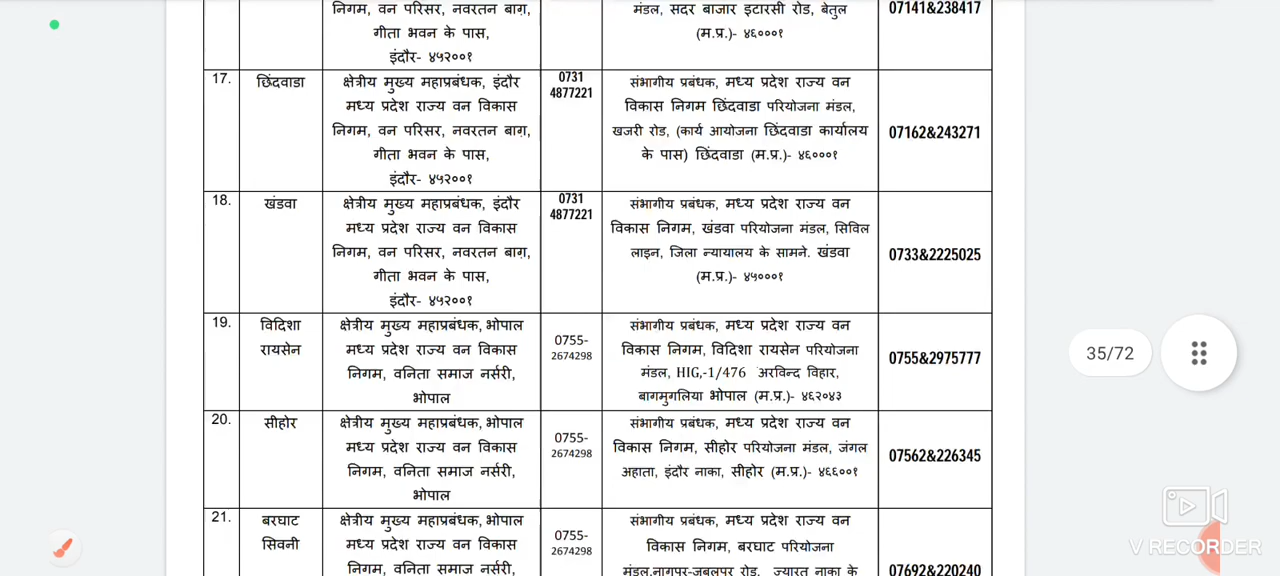 निगम, वन परिसर, नवरतन बाग़,
गीता भवन के पास,
इंदौर- ४५२००१
मंडल, सदर बाजार इटारसी रोड, बेतुल
(म.प्र.)- ४६०००१
07141&238417
17.
छिंदवाडा
क्षेत्रीय मुख्य महाप्रबंधक, इंदौर
मध्य प्रदेश राज्य वन विकास
निगम, वन परिसर, नवरतन बाग़,
गीता भवन के पास,
इंदौर- ४५२००१
0731
4877221
संभागीय प्रबंधक, मध्य प्रदेश राज्य वन
विकास निगम छिंदवाडा परियोजना मंडल,
खजरी रोड, (कार्य आयोजना छिंदवाडा कार्यालय
के पास) छिंदवाडा (म.प्र.)- ४६०००१
07162&243271
18.
खंडवा
क्षेत्रीय मुख्य महाप्रबंधक, इंदौर
मध्य प्रदेश राज्य वन विकास
निगम, वन परिसर, नवरतन बाग़,
गीता भवन के पास,
इंदौर- ४५२००१
0731
4877221
संभागीय प्रबंधक, मध्य प्रदेश राज्य वन
विकास निगम, खंडवा परियोजना मंडल, सिविल
लाइन, जिला न्यायालय के सामने. खंडवा
(म.प्र.)- ४५०००१
0733&2225025
19.
विदिशा
रायसेन
क्षेत्रीय मुख्य महाप्रबंधक, भोपाल
मध्य प्रदेश राज्य वन विकास
निगम, वनिता समाज नर्सरी,
भोपाल
0755-
2674298
संभागीय प्रबंधक, मध्य प्रदेश राज्य वन
विकास निगम, विदिशा रायसेन परियोजना
मंडल, HIG,-1/476 अरविन्द विहार,
बागमुगलिया भोपाल (म.प्र.)- ४६२०४३
0755&2975777
20.
सीहोर
क्षेत्रीय मुख्य महाप्रबंधक, भोपाल
मध्य प्रदेश राज्य वन विकास
निगम, वनिता समाज नर्सरी,
भोपाल
0755-
2674298
संभागीय प्रबंधक, मध्य प्रदेश राज्य वन
विकास निगम, सीहोर परियोजना मंडल, जंगल
अहाता, इंदौर नाका, सीहोर (म.प्र.)- ४६६००१
07562&226345
21.
बरघाट
सिवनी
क्षेत्रीय मुख्य महाप्रबंधक, भोपाल
मध्य प्रदेश राज्य वन विकास
निगम, वनिता समाज नर्सरी,
0755-
2674298
संभागीय प्रबंधक, मध्य प्रदेश राज्य वन
विकास निगम, बरघाट परियोजना
मंडल,नागपुर-जबलपुर रोड, ज्यारत नाका के
07692&220240
35/72
V RECORDER